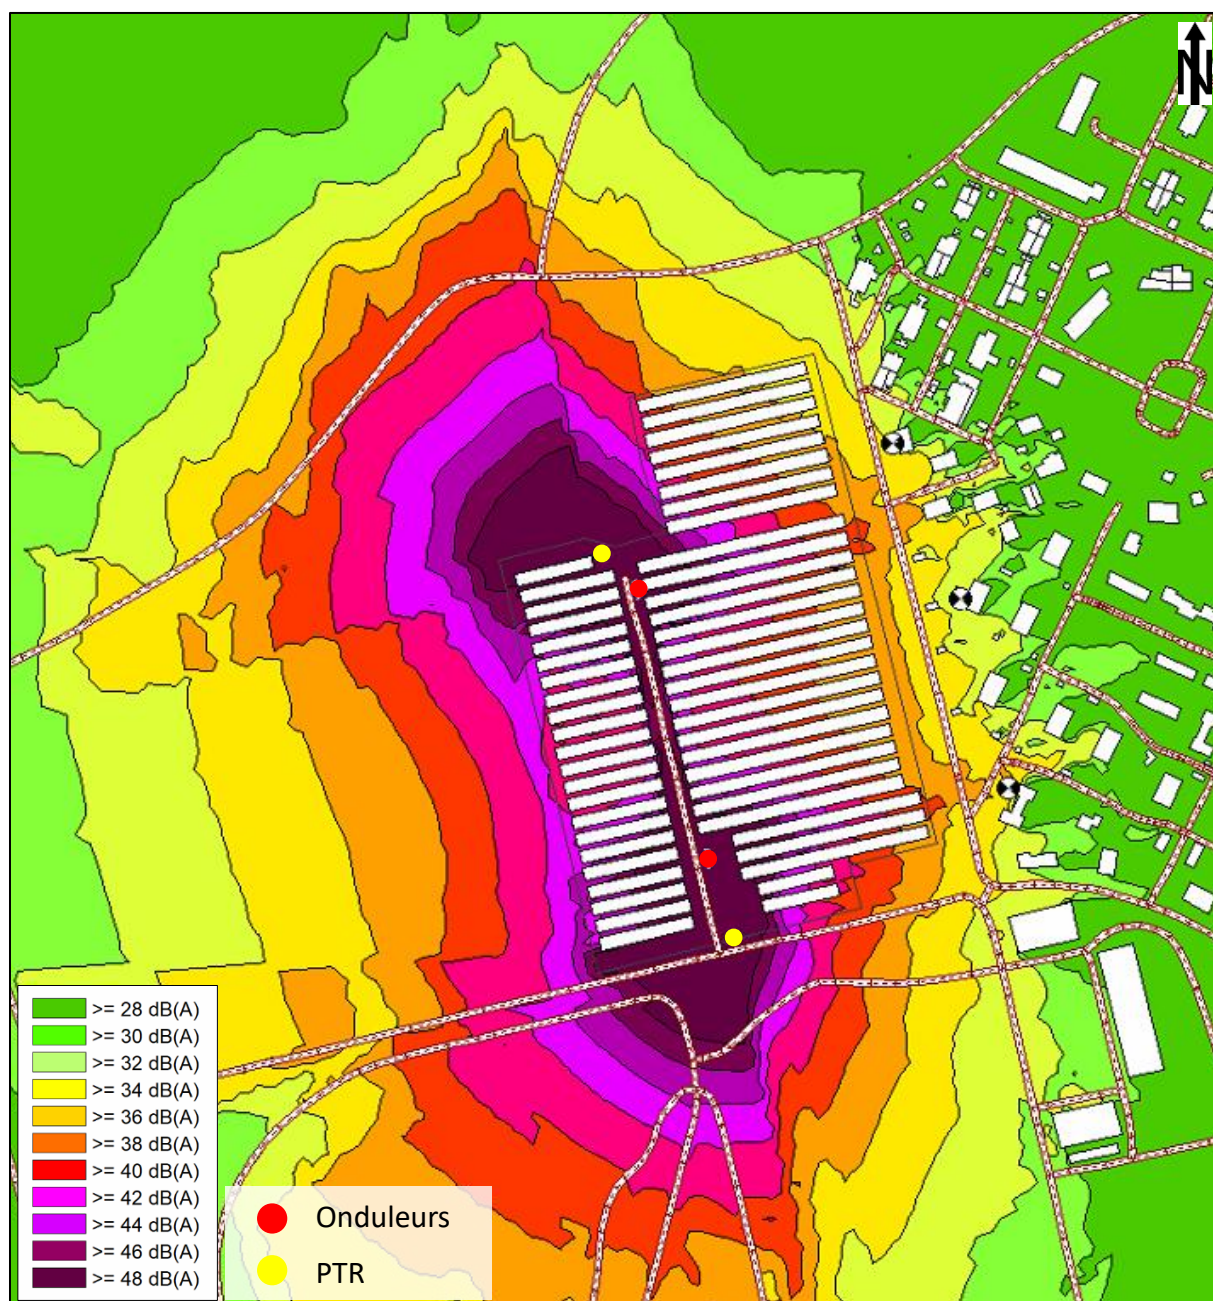 N
>= 28 dB(A)
>= 30 dB(A)
>= 32 dB(A)
>= 34 dB(A)
>= 36 dB(A)
>= 38 dB(A)
>= 40 dB(A)
>= 42 dB(A)
>= 44 dB(A)
>= 46 dB(A)
>= 48 dB(A)
Onduleurs
PTR